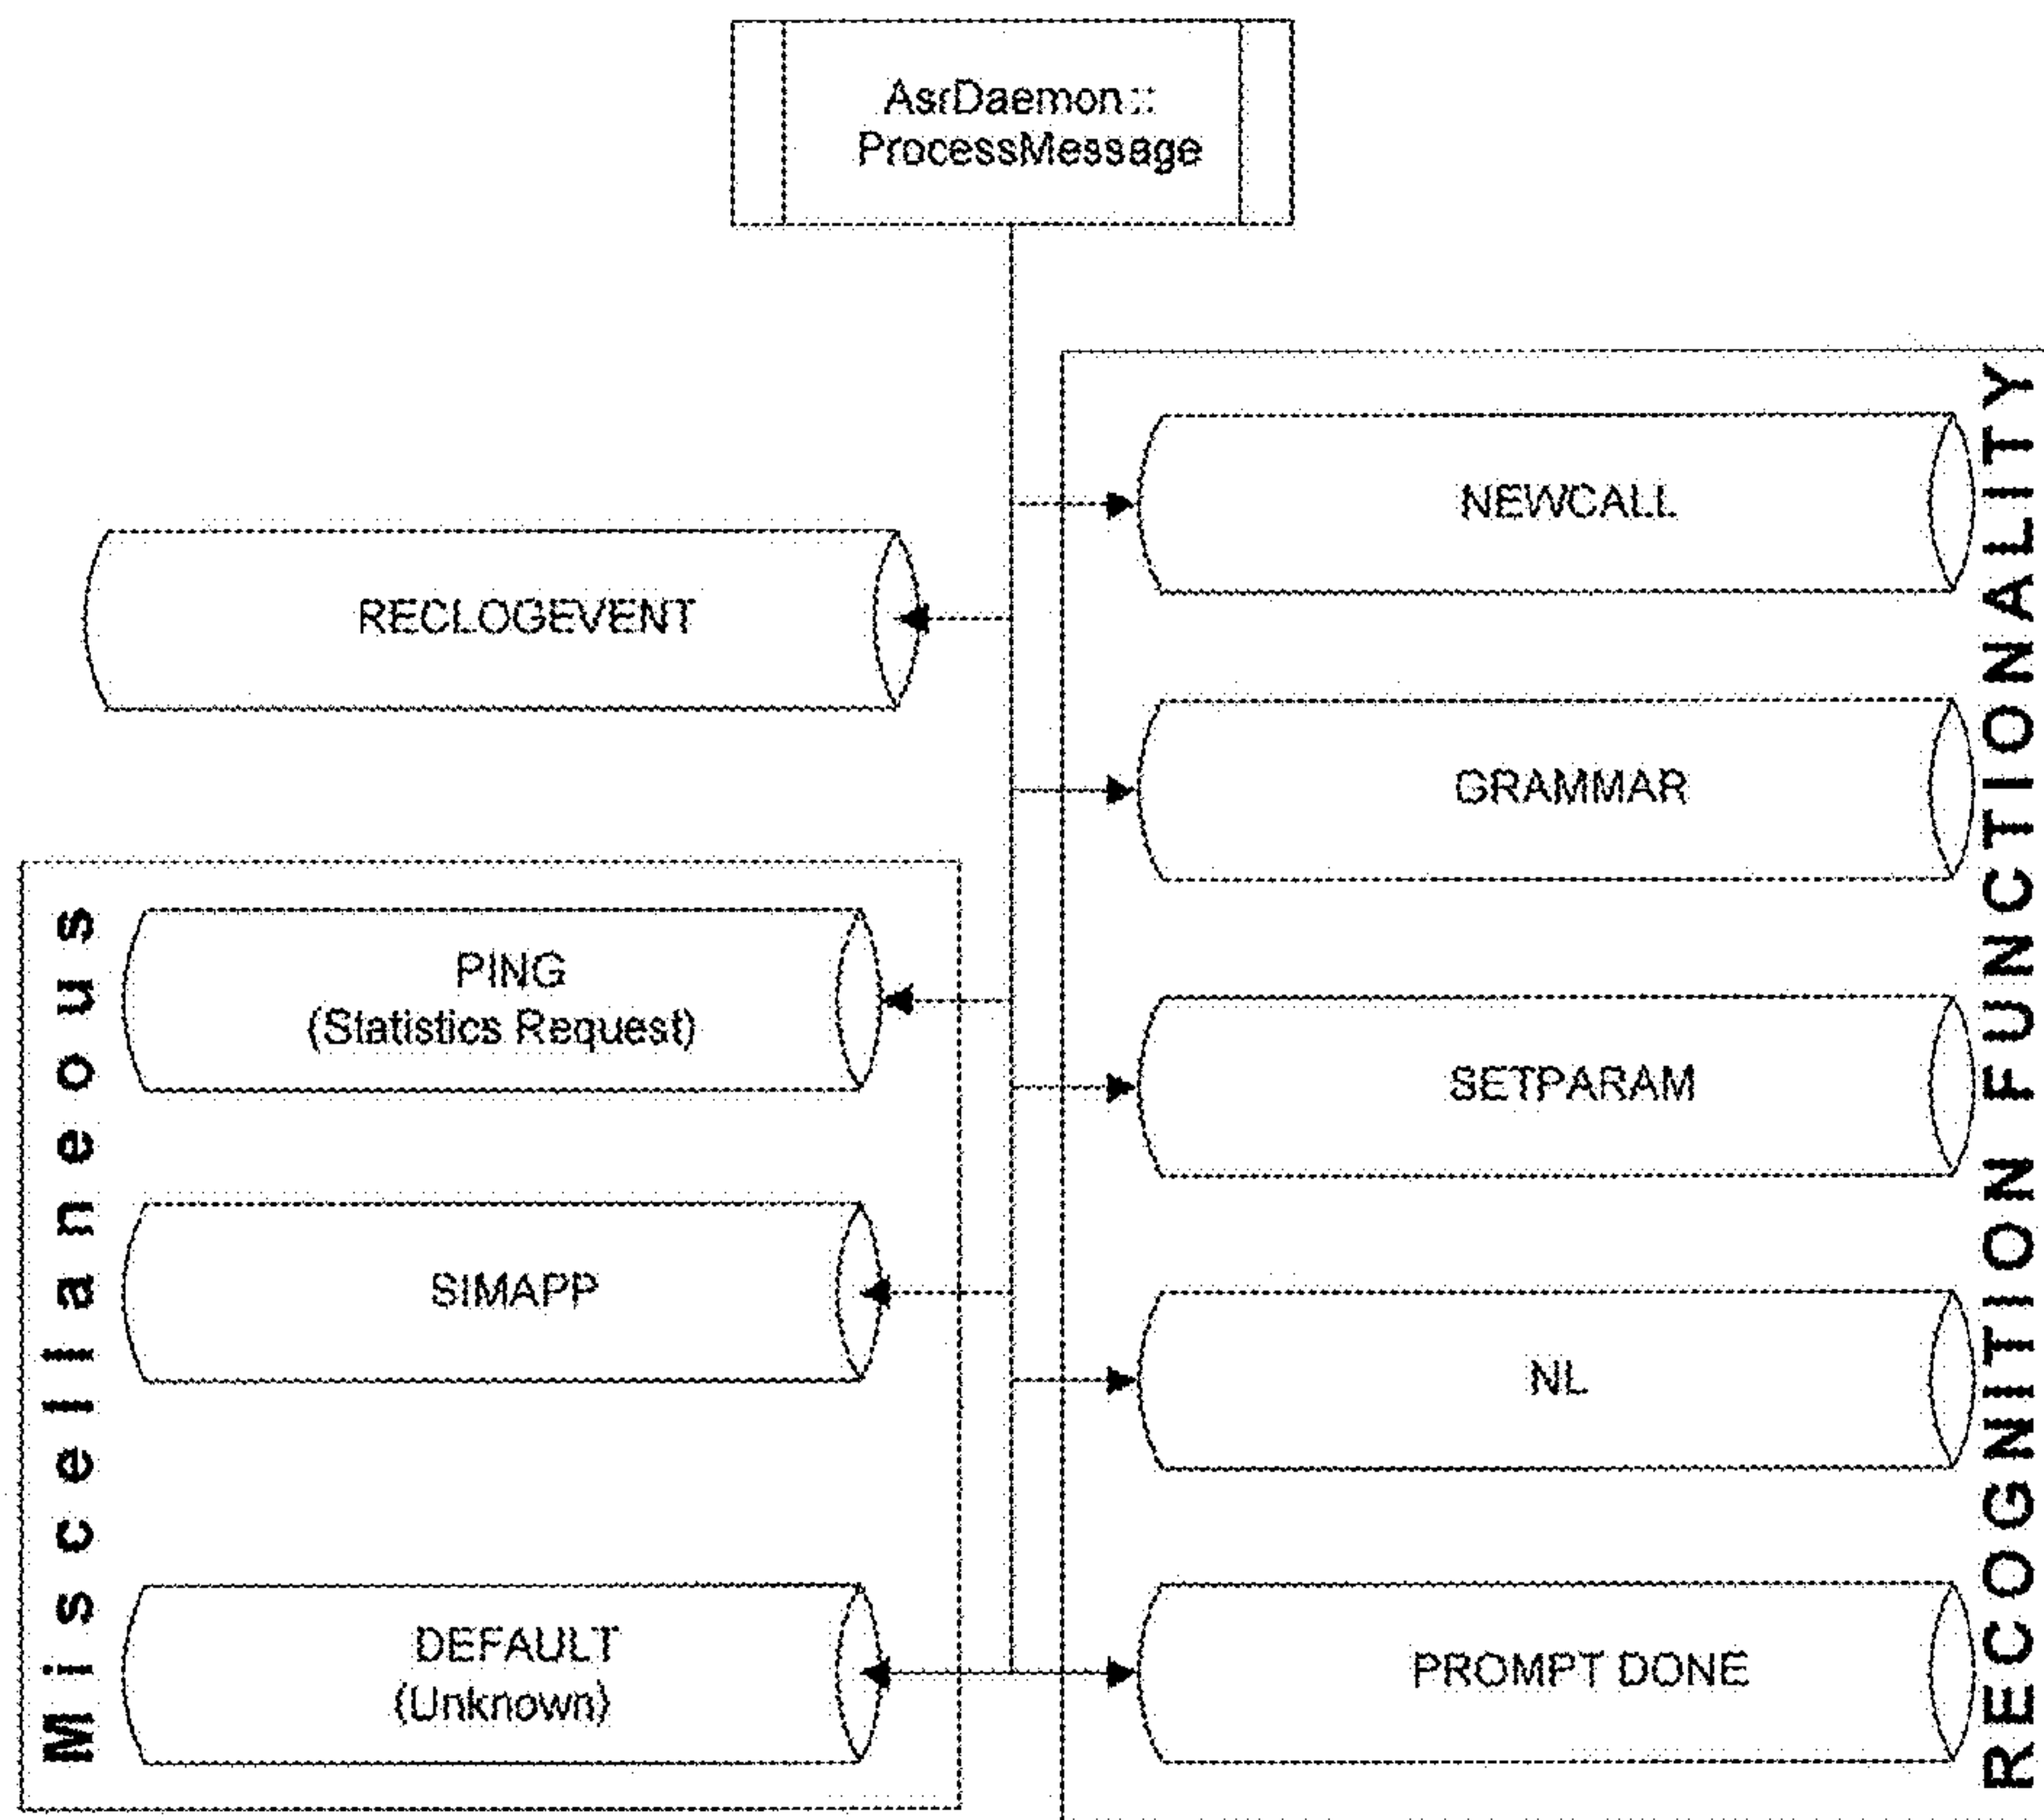 AsrDaemon ::
ProcessMessage
RECLOGEVENT
Miscellaneous
PING
(Statistics Request)
SIMAPP
DEFAULT
(Unknown)
RECOGNITION FUNCTIONALITY
NEWCALL
GRAMMAR
SETPARAM
NL
PROMPT DONE